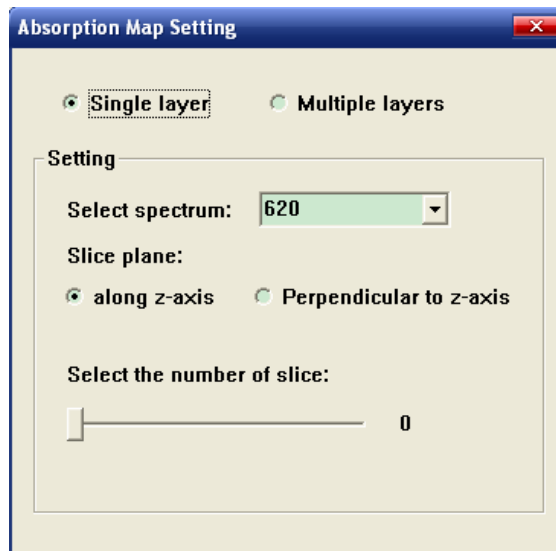 Absorption Map Setting
Single layer Multiple layers
Setting
Select spectrum: 620
Slice plane:
along z-axis Perpendicular to z-axis
Select the number of slice:
0